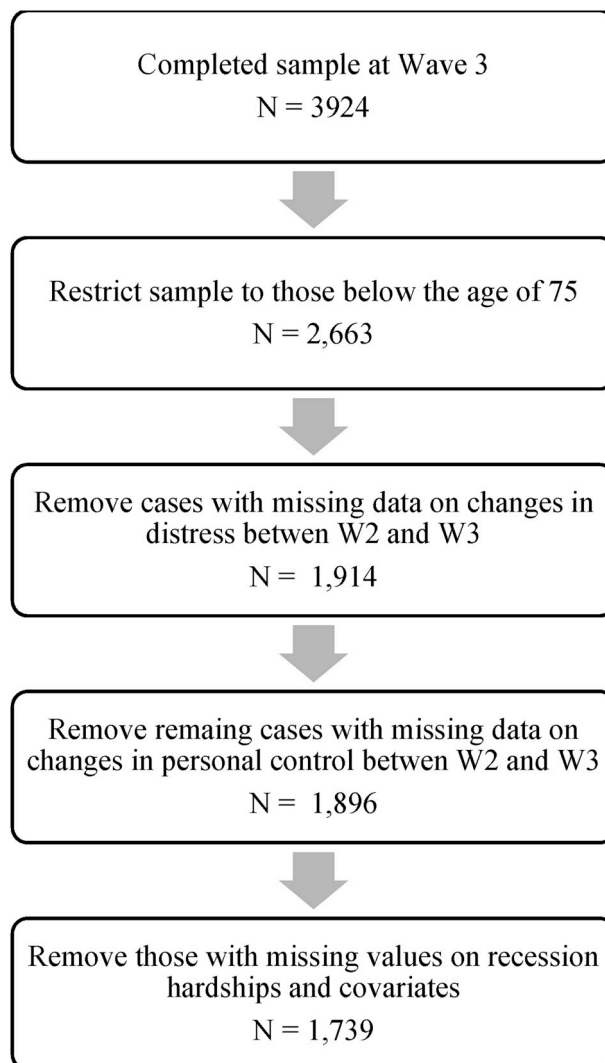 Completed sample at Wave 3
N = 3924
Restrict sample to those below the age of 75
N = 2,663
Remove cases with missing data on changes in
distress betwen W2 and W3
N =  1,914
Remove remaing cases with missing data on
changes in personal control betwen W2 and W3
N =  1,896
Remove those with missing values on recession
hardships and covariates
N = 1,739